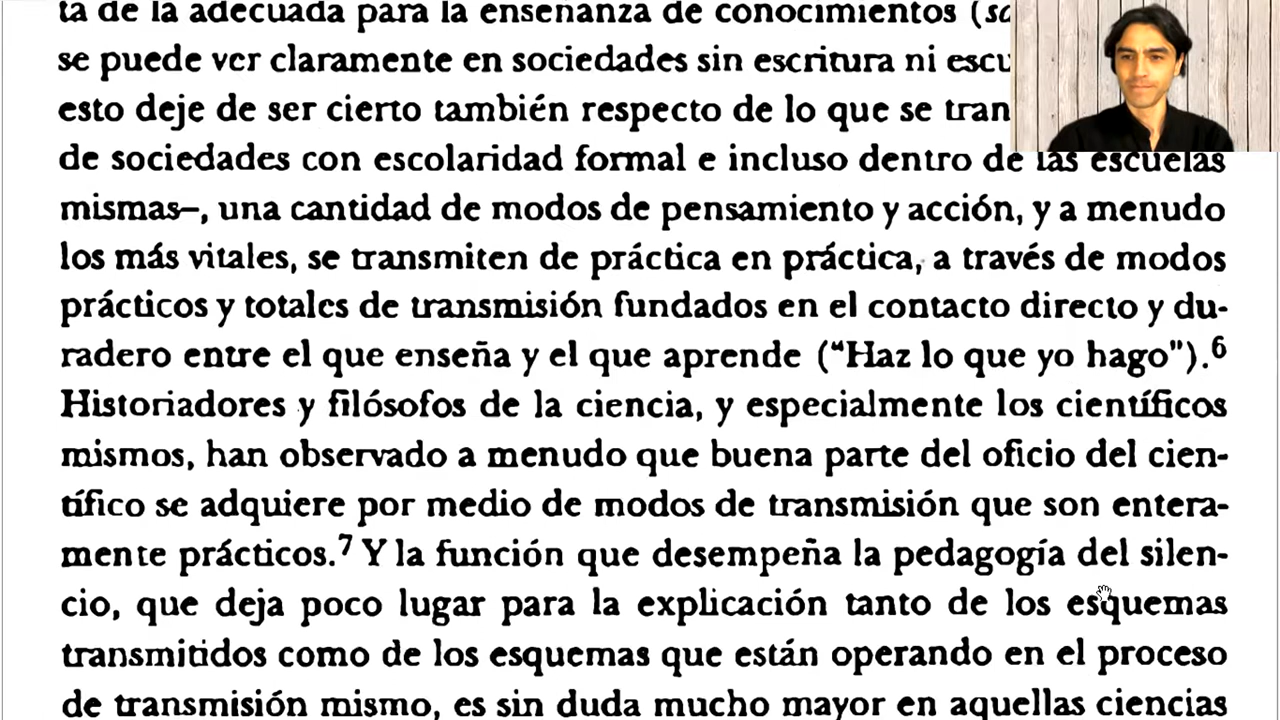 ta de la adecuada para la enseñanza de conocimientos (
se puede ver claramente en sociedades sin escritura ni
esto deje de ser cierto también respecto de lo que se
de sociedades con escolaridad formal e incluso dentro de las escuelas
mismas–, una cantidad de modos de pensamiento y acción, y a menudo
los más vitales, se transmiten de práctica en práctica, a través de modos
prácticos y totales de transmisión fundados en el contacto directo y du-
radero entre el que enseña y el que aprende ("Haz lo que yo hago").6
Historiadores y filósofos de la ciencia, y especialmente los científicos
mismos, han observado a menudo que buena parte del oficio del cien-
tífico se adquiere por medio de modos de transmisión que son entera-
mente prácticos.7 Y la función que desempeña la pedagogía del silen-
cio, que deja poco lugar para la explicación tanto de los esquemas
transmitidos como de los esquemas que están operando en el proceso
de transmisión mismo, es sin duda mucho mayor en aquellas ciencias